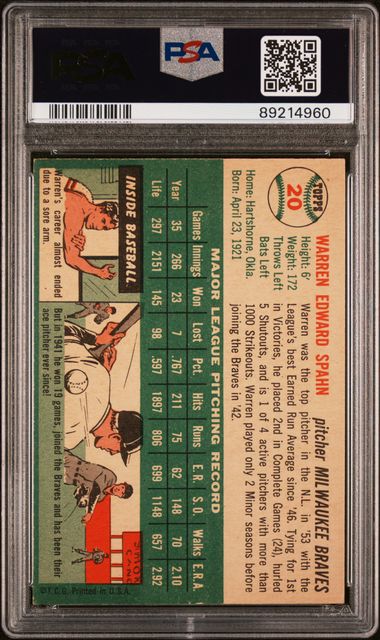 PSA
PSA
89214960
TOPPS
20
WARREN EDWARD SPAHN
pitcher MILWAUKEE BRAVES
Height: 6'
Weight: 172
Throws Left
Bats Left
Home: Hartshorne, Okla.
Born: April 23, 1921
Warren was the top pitcher in the N.L. in '53 with the
League's best Earned Run Average since '46. Tying for 1st
in Victories, he placed 2nd in Complete Games (24), hurled
5 Shutouts, and is 1 of 4 active pitchers with more than
1000 Strikeouts. Warren played only 2 Minor seasons before
joining the Braves in '42.
MAJOR LEAGUE PITCHING RECORD
Games Innings Won Lost Pct. Hits Runs E.R. S.O. Walks E.R.A.
Year 35 266 23 7 .767 211 75 62 148 70 2.10
Life 297 2151 145 98 .597 1897 806 699 1148 657 2.92
INSIDE BASEBALL
Warren's career almost ended
due to a sore arm.
But in 1941 he won 19 games, joined the Braves and has been their
ace pitcher ever since!
©T.C.G. Printed in U.S.A.